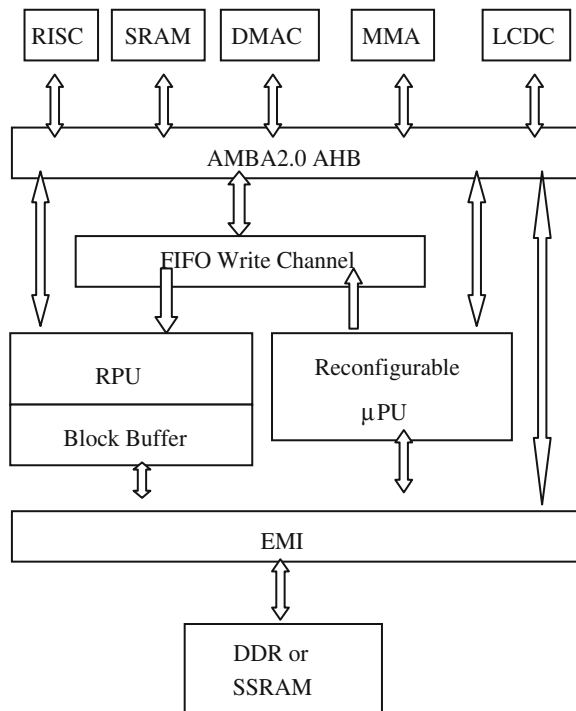 RISC SRAM DMAC MMA LCDC
AMBA2.0 AHB
FIFO Write Channel
RPU
Block Buffer
Reconfigurable
μPU
EMI
DDR or
SSRAM